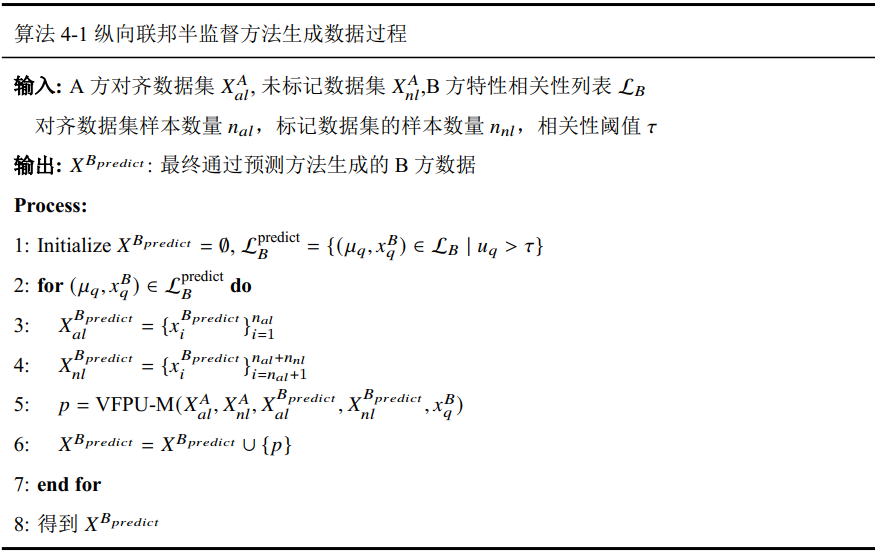 算法 4-1 纵向联邦半监督方法生成数据过程
输入: A 方对齐数据集 $X_{al}^{A}$, 未标记数据集 $X_{nl}^{A}$,B 方特性相关性列表 $\mathcal{L}_B$
对齐数据集样本数量 $n_{al}$，标记数据集的样本数量 $n_{nl}$，相关性阈值 $\tau$
输出: $X^{B_{predict}}$: 最终通过预测方法生成的 B 方数据
Process:
1: Initialize $X^{B_{predict}} = \emptyset$, $\mathcal{L}_B^{\text{predict}} = \{(\mu_q, x_q^B) \in \mathcal{L}_B \mid u_q > \tau\}$
2: for $(\mu_q, x_q^B) \in \mathcal{L}_B^{\text{predict}}$ do
3: $X_{al}^{B_{predict}} = \{x_i^{B_{predict}}\}_{i=1}^{n_{al}}$
4: $X_{nl}^{B_{predict}} = \{x_i^{B_{predict}}\}_{i=n_{al}+1}^{n_{al}+n_{nl}}$
5: $p = \text{VFPU-M}(X_{al}^{A}, X_{nl}^{A}, X_{al}^{B_{predict}}, X_{nl}^{B_{predict}}, x_q^B)$
6: $X^{B_{predict}} = X^{B_{predict}} \cup \{p\}$
7: end for
8: 得到 $X^{B_{predict}}$